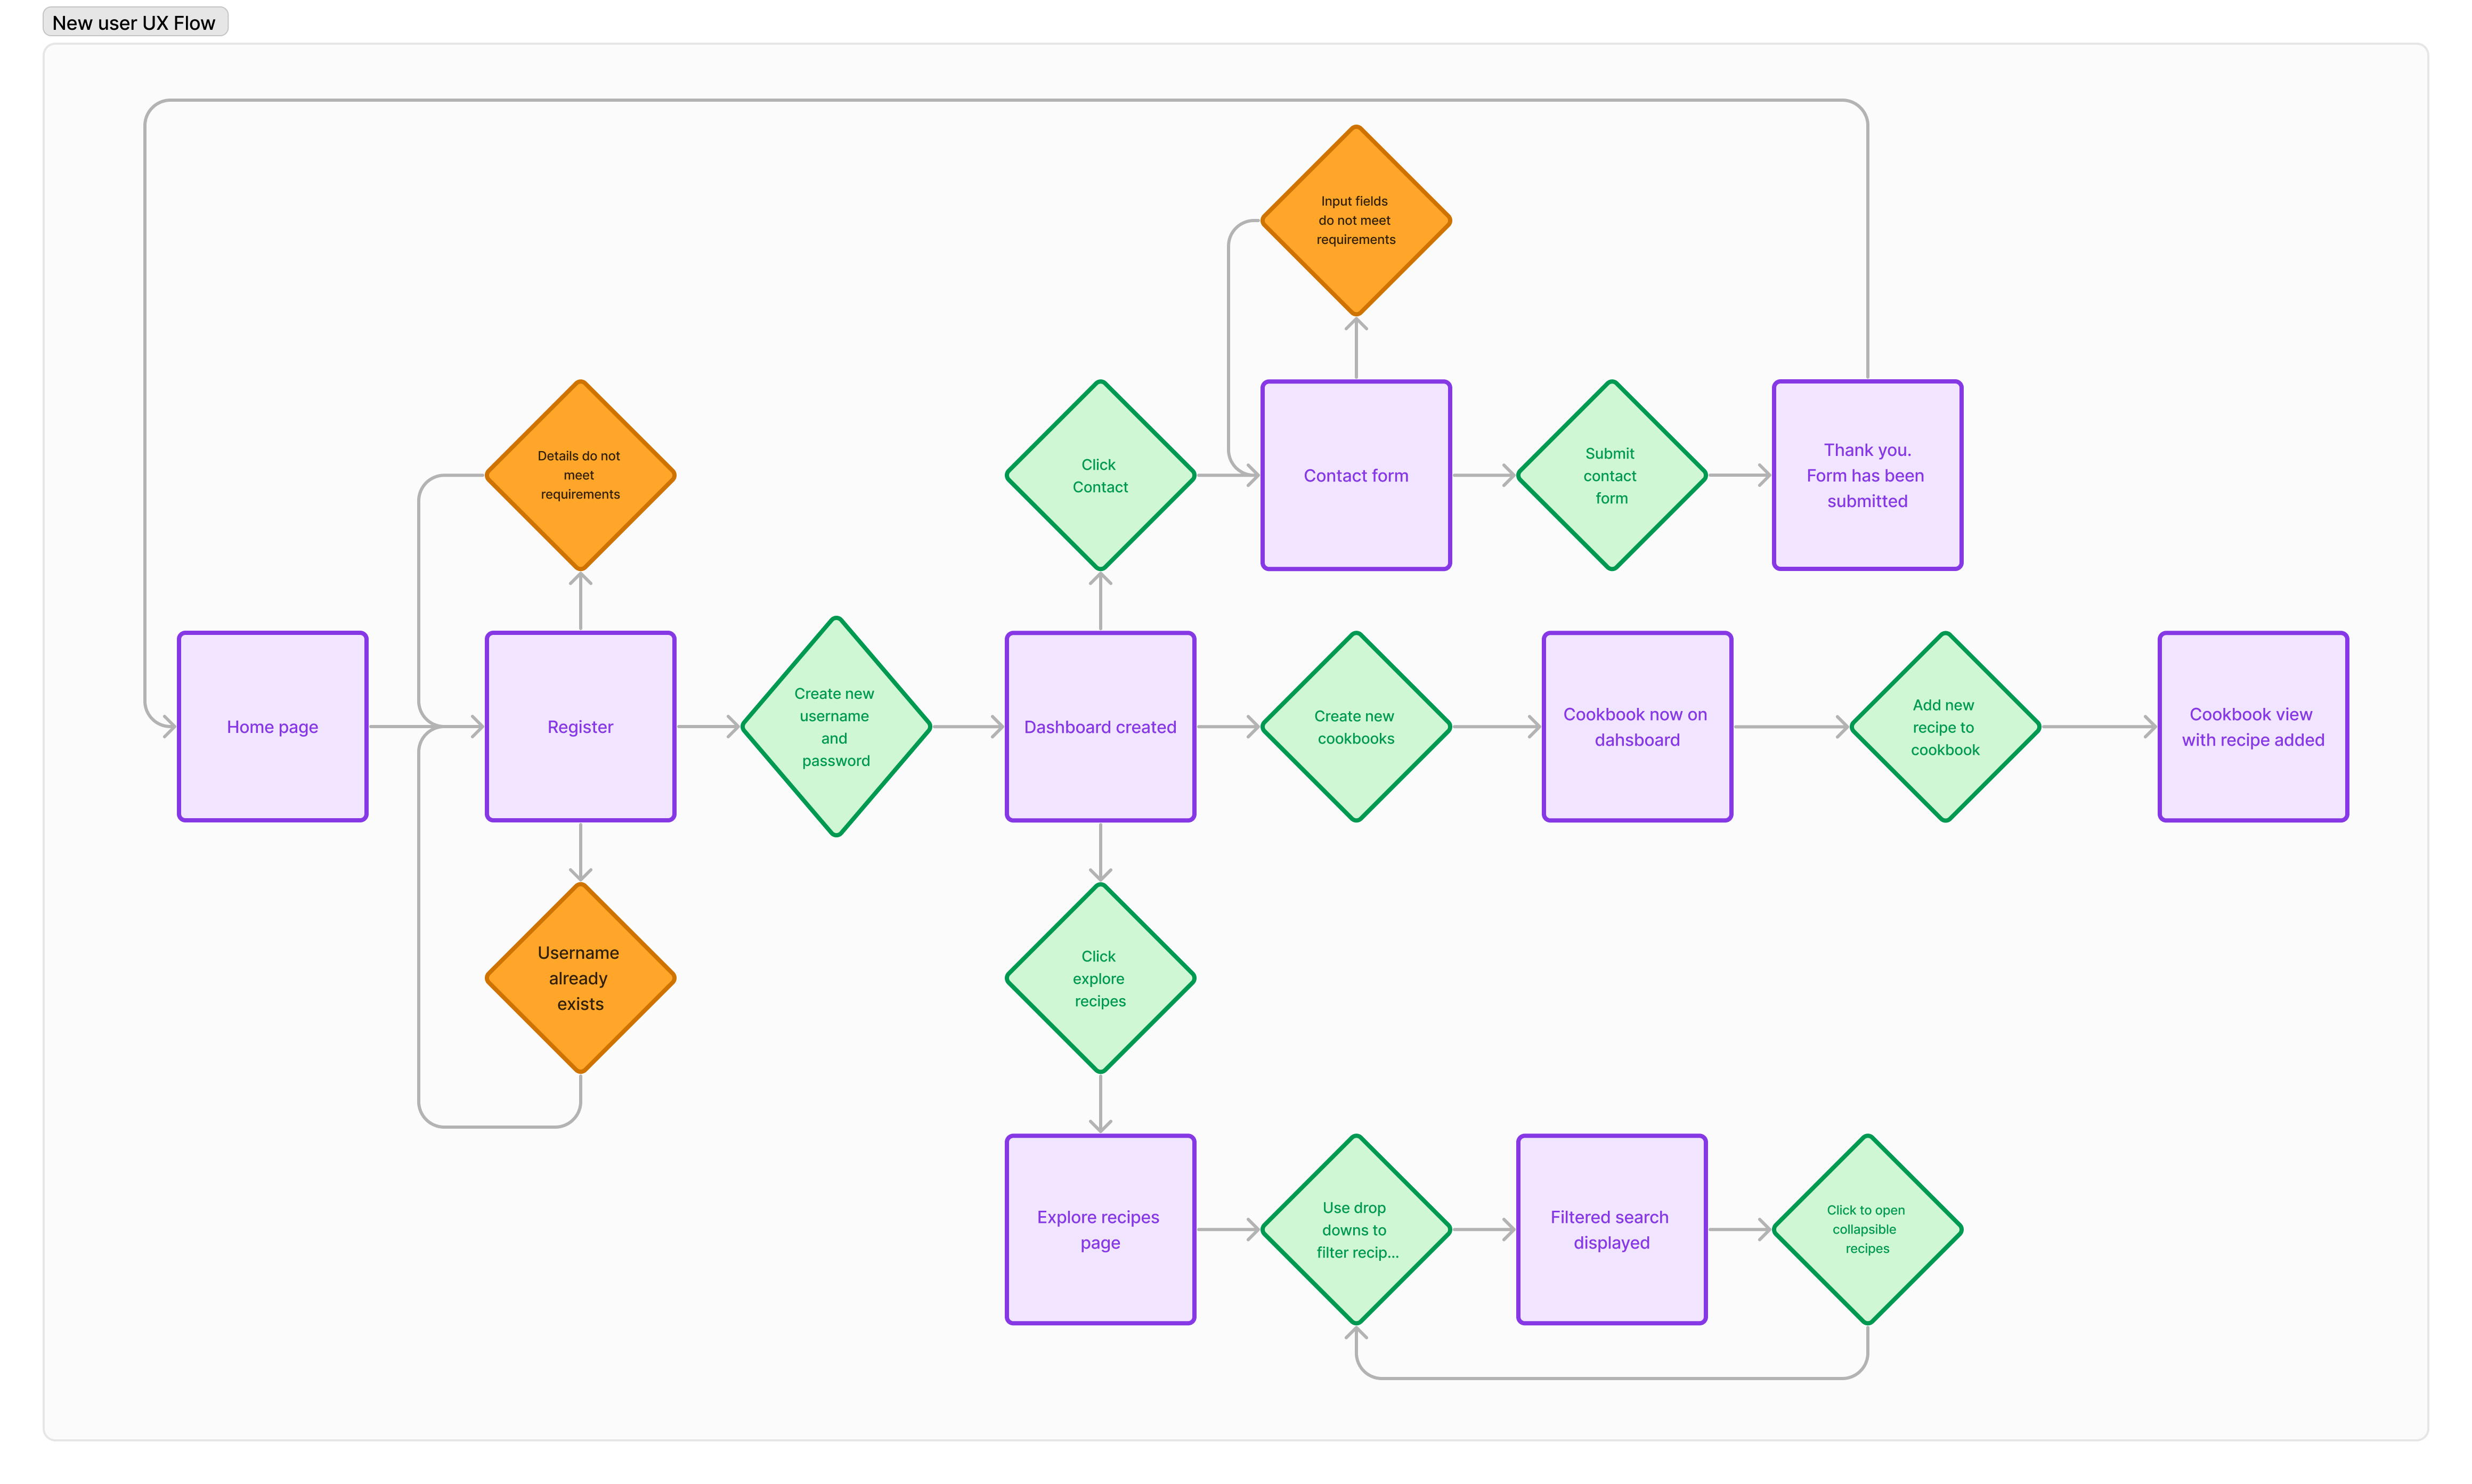 New user UX Flow
Input fields
do not meet
requirements
Details do not
meet
requirements
Click
Contact
Contact form
Submit
contact
form
Thank you.
Form has been
submitted
Home page
Register
Create new
username
and
password
Dashboard created
Create new
cookbooks
Cookbook now on
dahsboard
Add new
recipe to
cookbook
Cookbook view
with recipe added
Username
already
exists
Click
explore
recipes
Explore recipes
page
Use drop
downs to
filter recip...
Filtered search
displayed
Click to open
collapsible
recipes